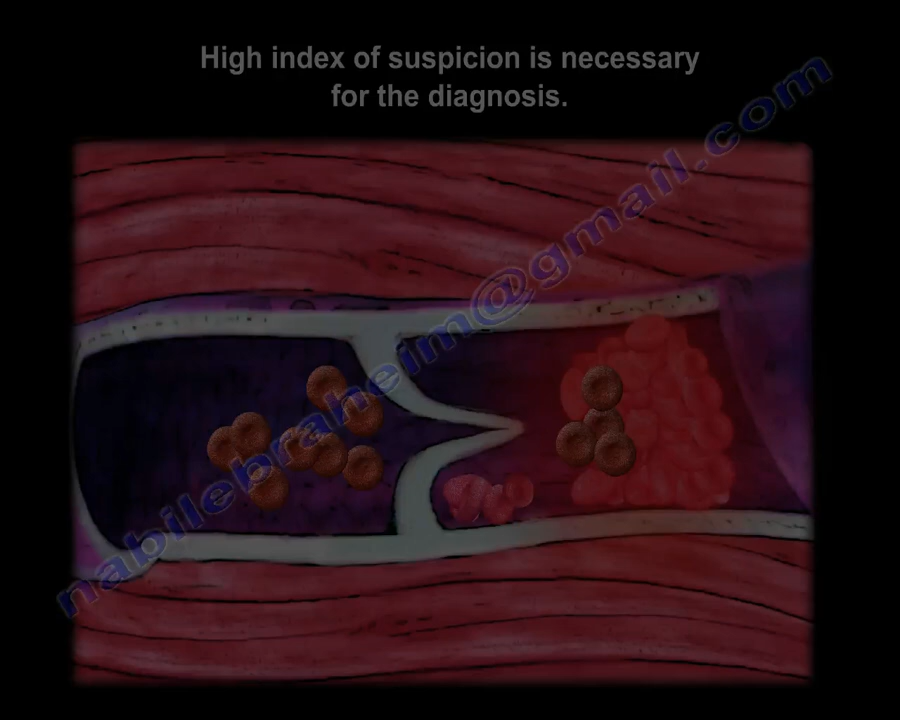 High index of suspicion is necessary
for the diagnosis.
nabilebraheim@gmail.com